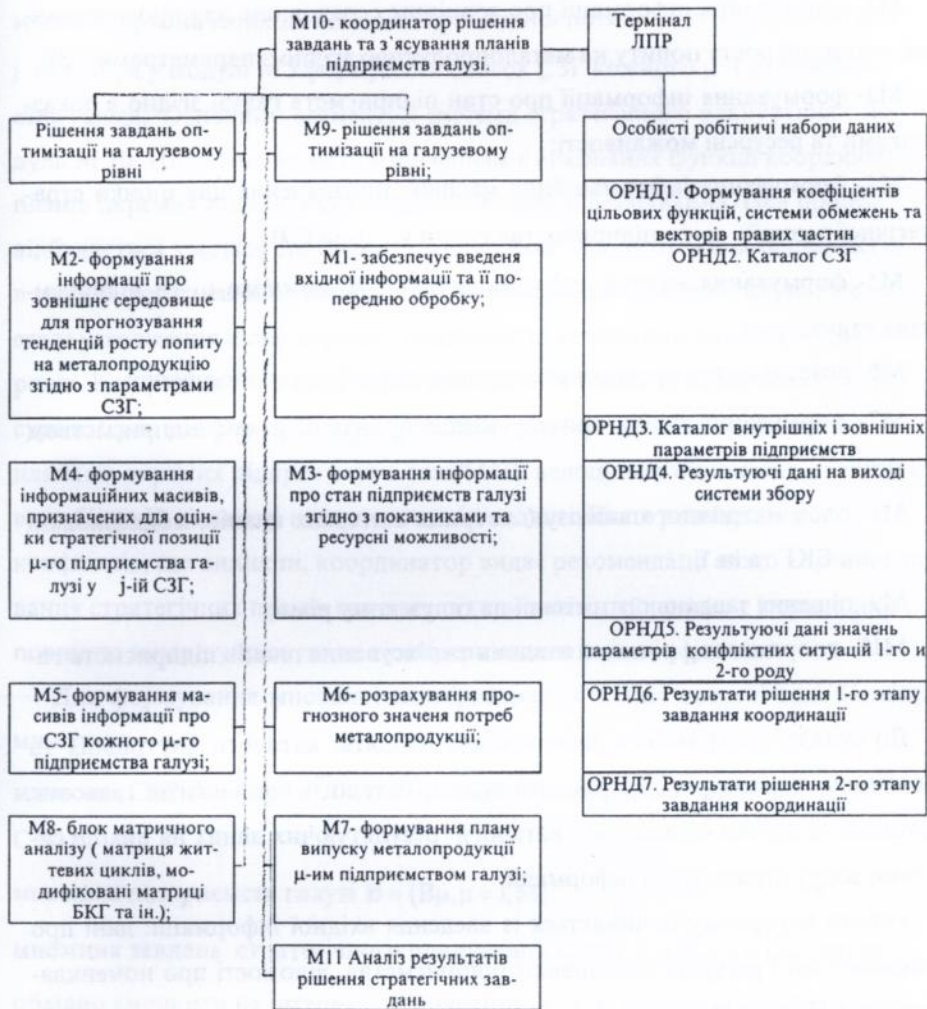 М10- координатор рішення
завдань та з'ясування планів
підприємств галузі
Термінал
ЛПР
Рішення завдань оп-
тимізації на галузевому
рівні
М9- рішення завдань оп-
тимізації на галузевому
рівні;
Особисті робітничі набори даних
ОРНД1. Формування коефіцієнтів
цільових функцій, системи обмежень та
векторів правих частин
М2- формування
інформації про
зовнішнє середовище
для прогнозування
тенденцій росту попиту
на металопродукцію
згідно з параметрами
СЗГ;
М1- забезпечує введеня
вхідної інформації та її по-
передню обробку;
ОРНД2. Каталог СЗГ
ОРНД3. Каталог внутрішніх і зовнішніх
параметрів підприємств
М4- формування
інформаційних масивів,
призначених для оцін-
ки стратегічної позиції
μ-го підприємства га-
лузі у j-ій СЗГ;
М3- формування інформації
про стан підприємств галузі
згідно з показниками та
ресурсні можливості;
ОРНД4. Результуючі дані на виході
системи збору
ОРНД5. Результуючі дані значень
параметрів конфліктних ситуацій 1-го и
2-го роду
М5- формування ма-
сивів інформації про
СЗГ кожного μ-го
підприємства галузі;
М6- розрахування про-
гнозного значеня потреб
металопродукції;
ОРНД6. Результати рішення 1-го этапу
завдання координації
ОРНД7. Результати рішення 2-го этапу
завдання координації
М8- блок матричного
аналізу ( матриця жит-
тєвих циклів, мо-
дифіковані матриці
БКГ та ін.);
М7- формування плану
випуску металопродукції
μ-им підприємством галузі;
М11 Аналіз результатів
рішення стратегічних зав-
дань